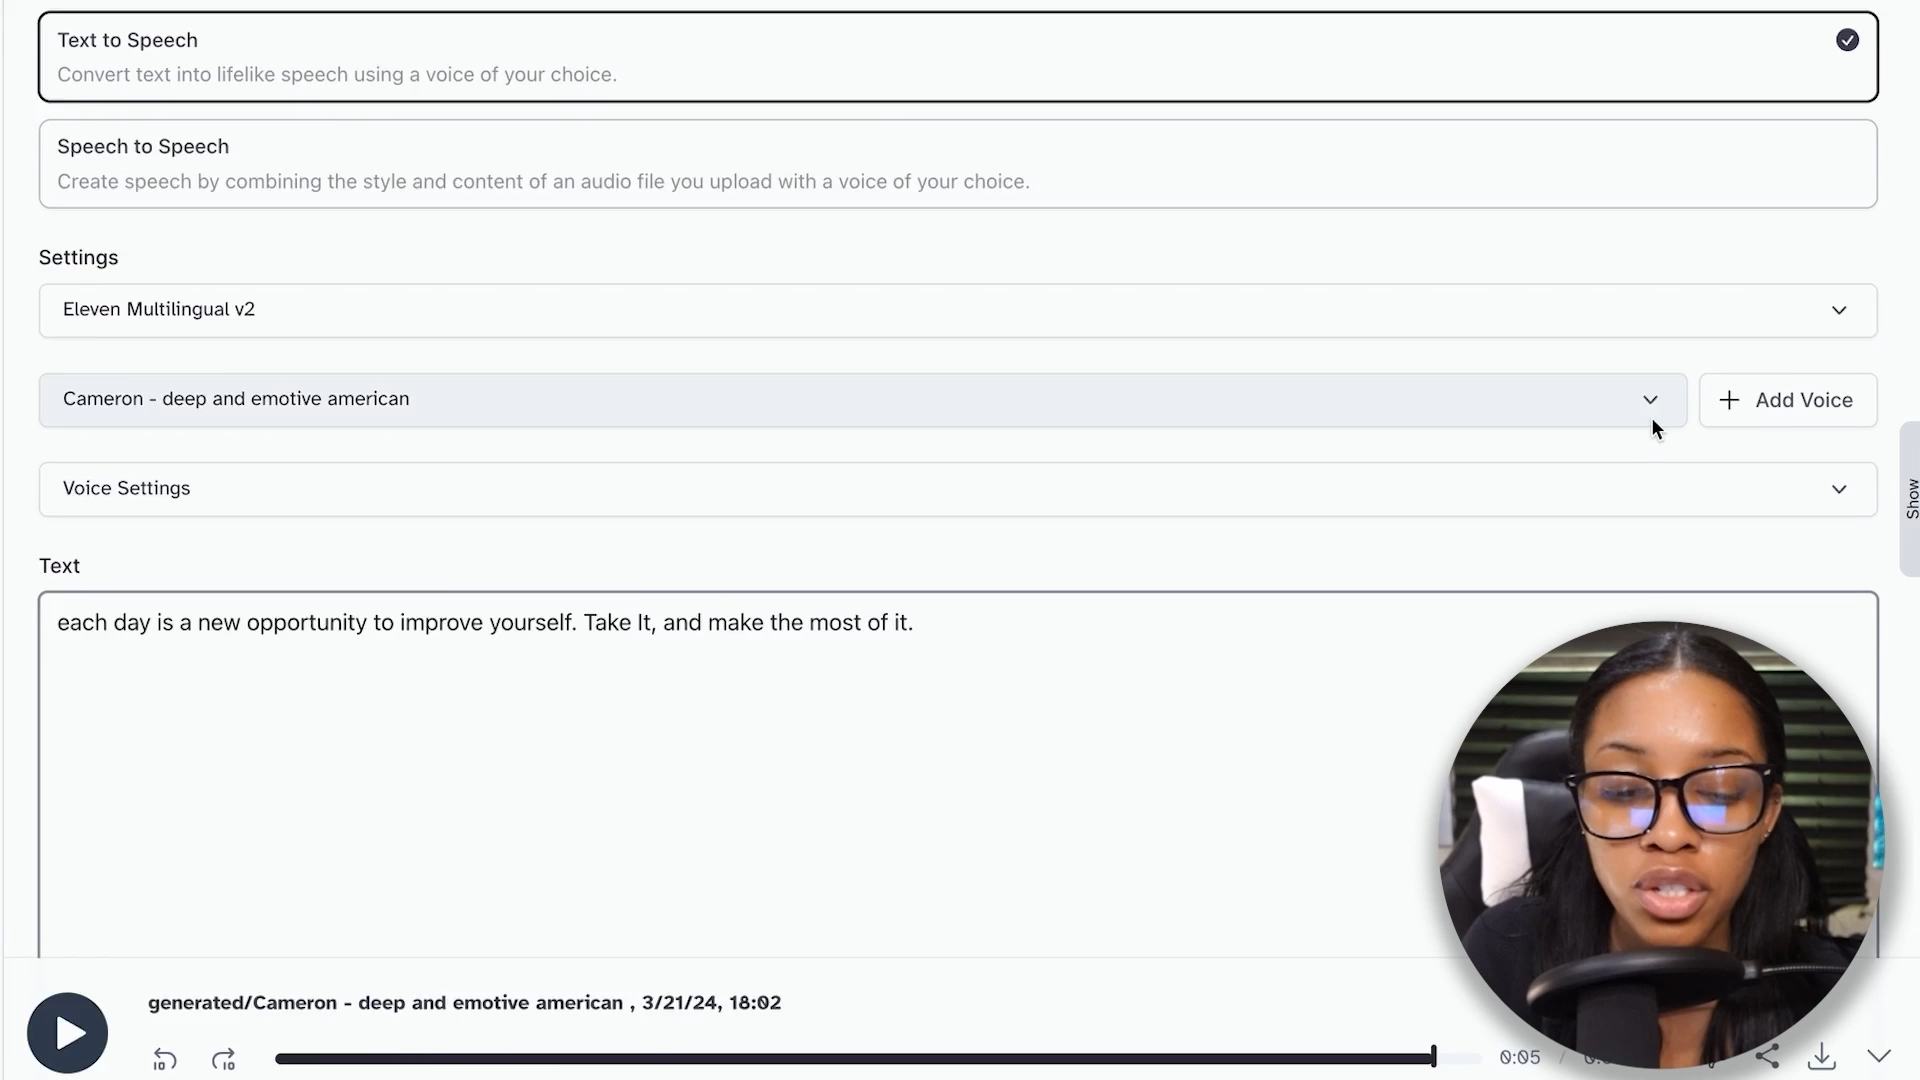 Text to Speech
Convert text into lifelike speech using a voice of your choice.
Speech to Speech
Create speech by combining the style and content of an audio file you upload with a voice of your choice.
Settings
Eleven Multilingual v2
Cameron - deep and emotive american
+ Add Voice
Voice Settings
Show
Text
each day is a new opportunity to improve yourself. Take It, and make the most of it.
generated/Cameron - deep and emotive american , 3/21/24, 18:02
10 10 0:05 /